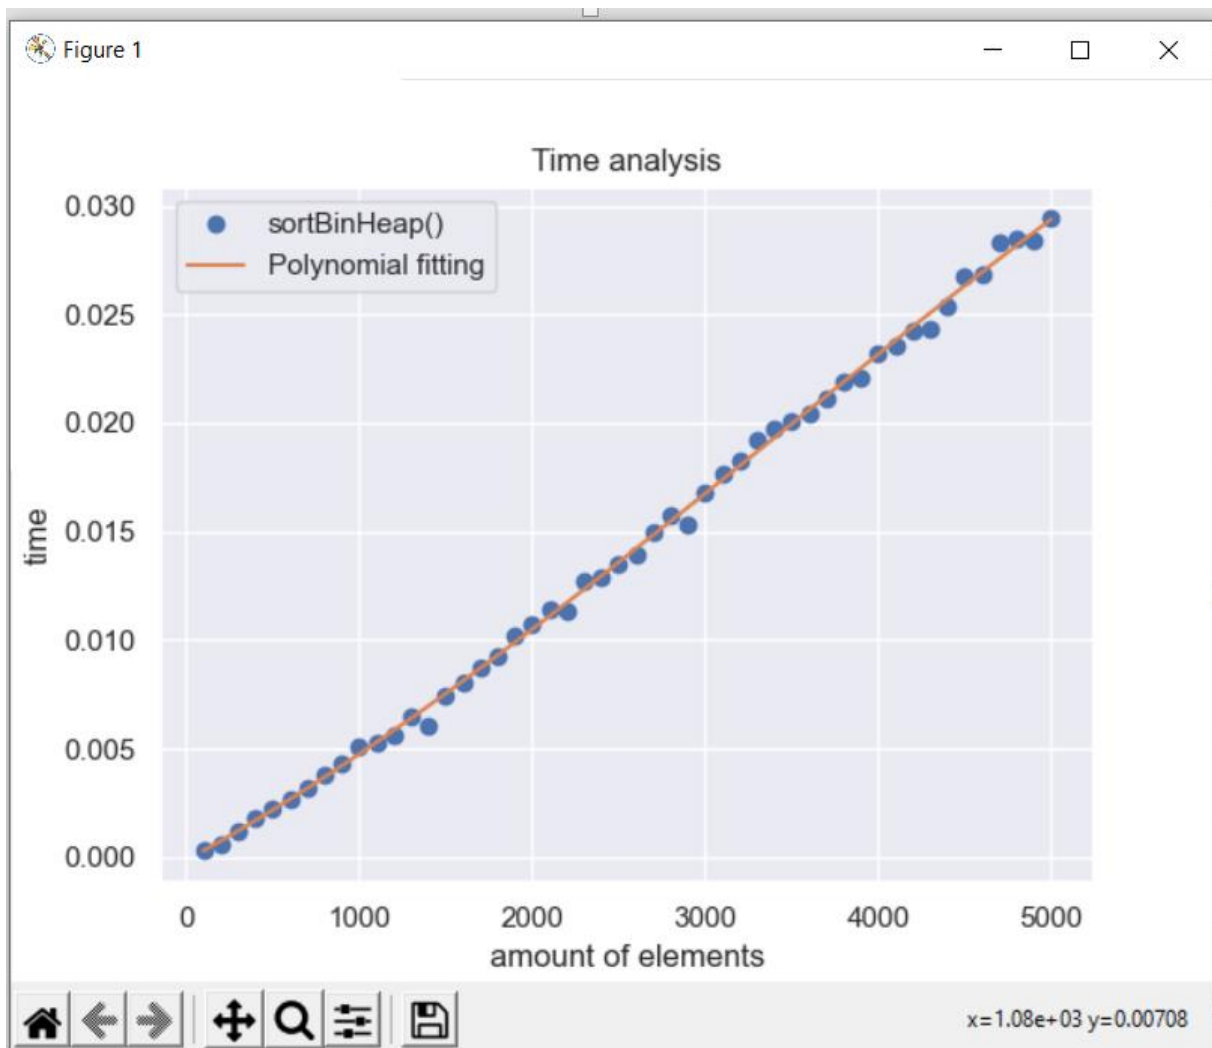 Figure 1
Time analysis
sortBinHeap()
Polynomial fitting
0.030
0.025
0.020
0.015
0.010
0.005
0.000
time
0 1000 2000 3000 4000 5000
amount of elements
x=1.08e+03 y=0.00708